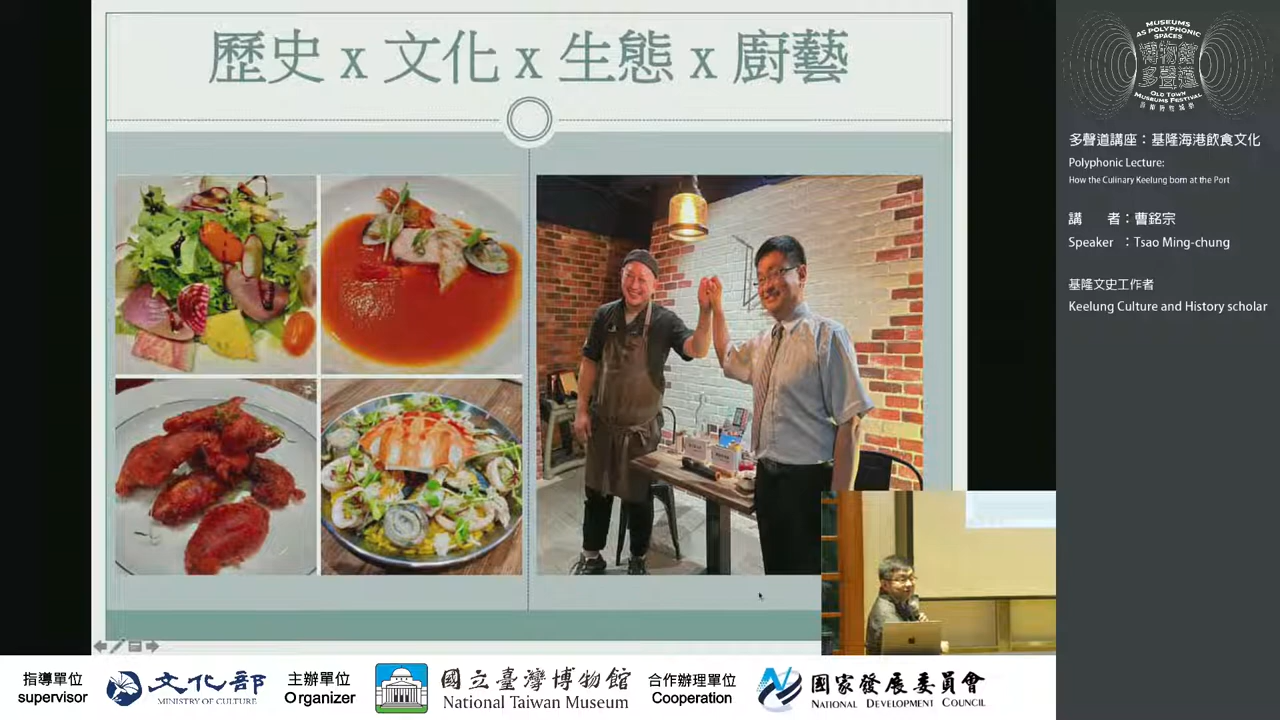 歷史 x 文化 x 生態 x 廚藝
MUSEUMS
AS POLYPHONIC
SPACES
博物館
多聲道
OLD TOWN
MUSEUMS FESTIVAL
多聲道講座：基隆海港飲食文化
Polyphonic Lecture:
How the Culinary Keelung born at the Port
講 者：曹銘宗
Speaker ：Tsao Ming-chung
基隆文史工作者
Keelung Culture and History scholar
指導單位
supervisor
文化部
MINISTRY OF CULTURE
主辦單位
Organizer
國立臺灣博物館
National Taiwan Museum
合作辦理單位
Cooperation
國家發展委員會
NATIONAL DEVELOPMENT COUNCIL